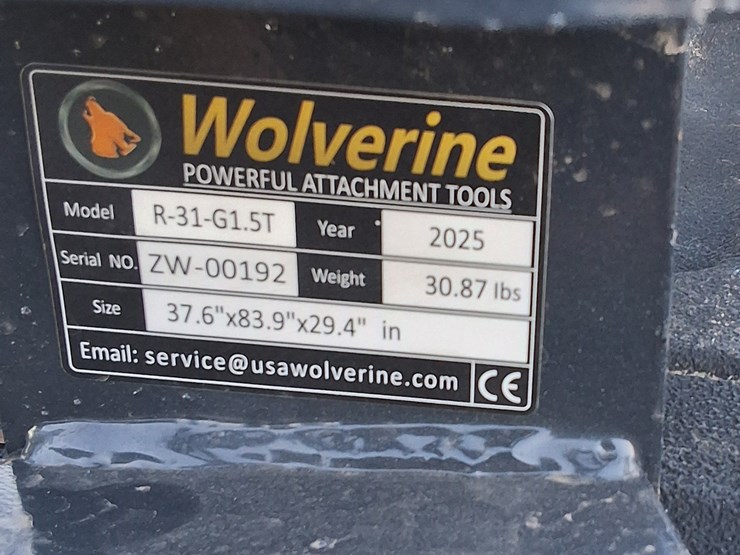 Wolverine
POWERFUL ATTACHMENT TOOLS
Model R-31-G1.5T Year 2025
Serial NO. ZW-00192 Weight 30.87 lbs
Size 37.6"x83.9"x29.4" in
Email: service@usawolverine.com CE